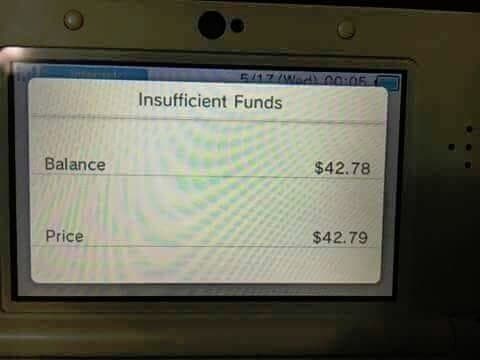 5/17 (Wed) 00:05
Insufficient Funds
Balance $42.78
Price $42.79